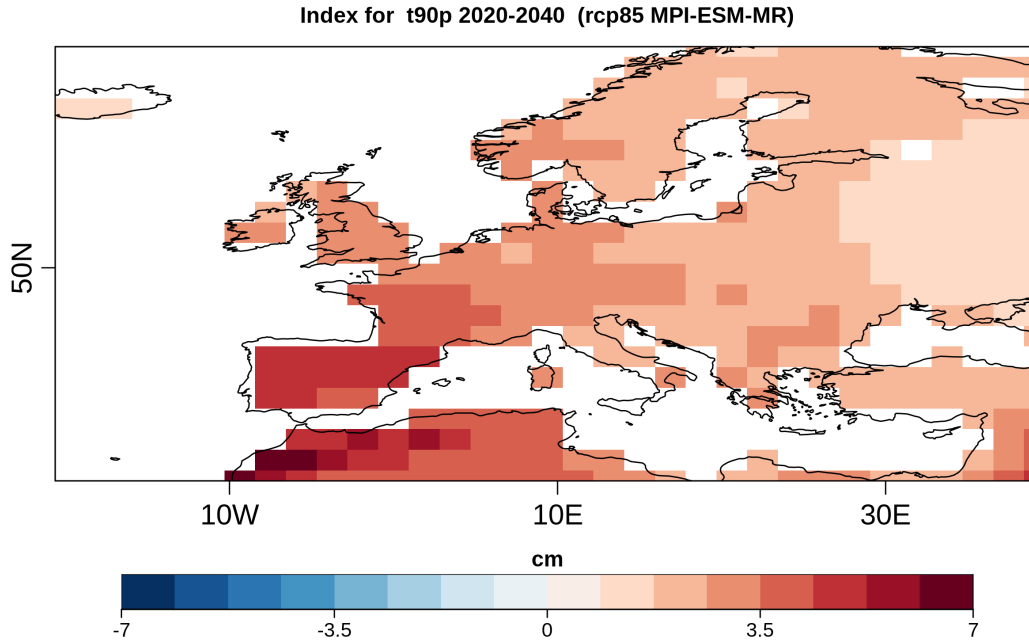 Index for t90p 2020-2040 (rcp85 MPI-ESM-MR)
50N
10W 10E 30E
cm
-7 -3.5 0 3.5 7